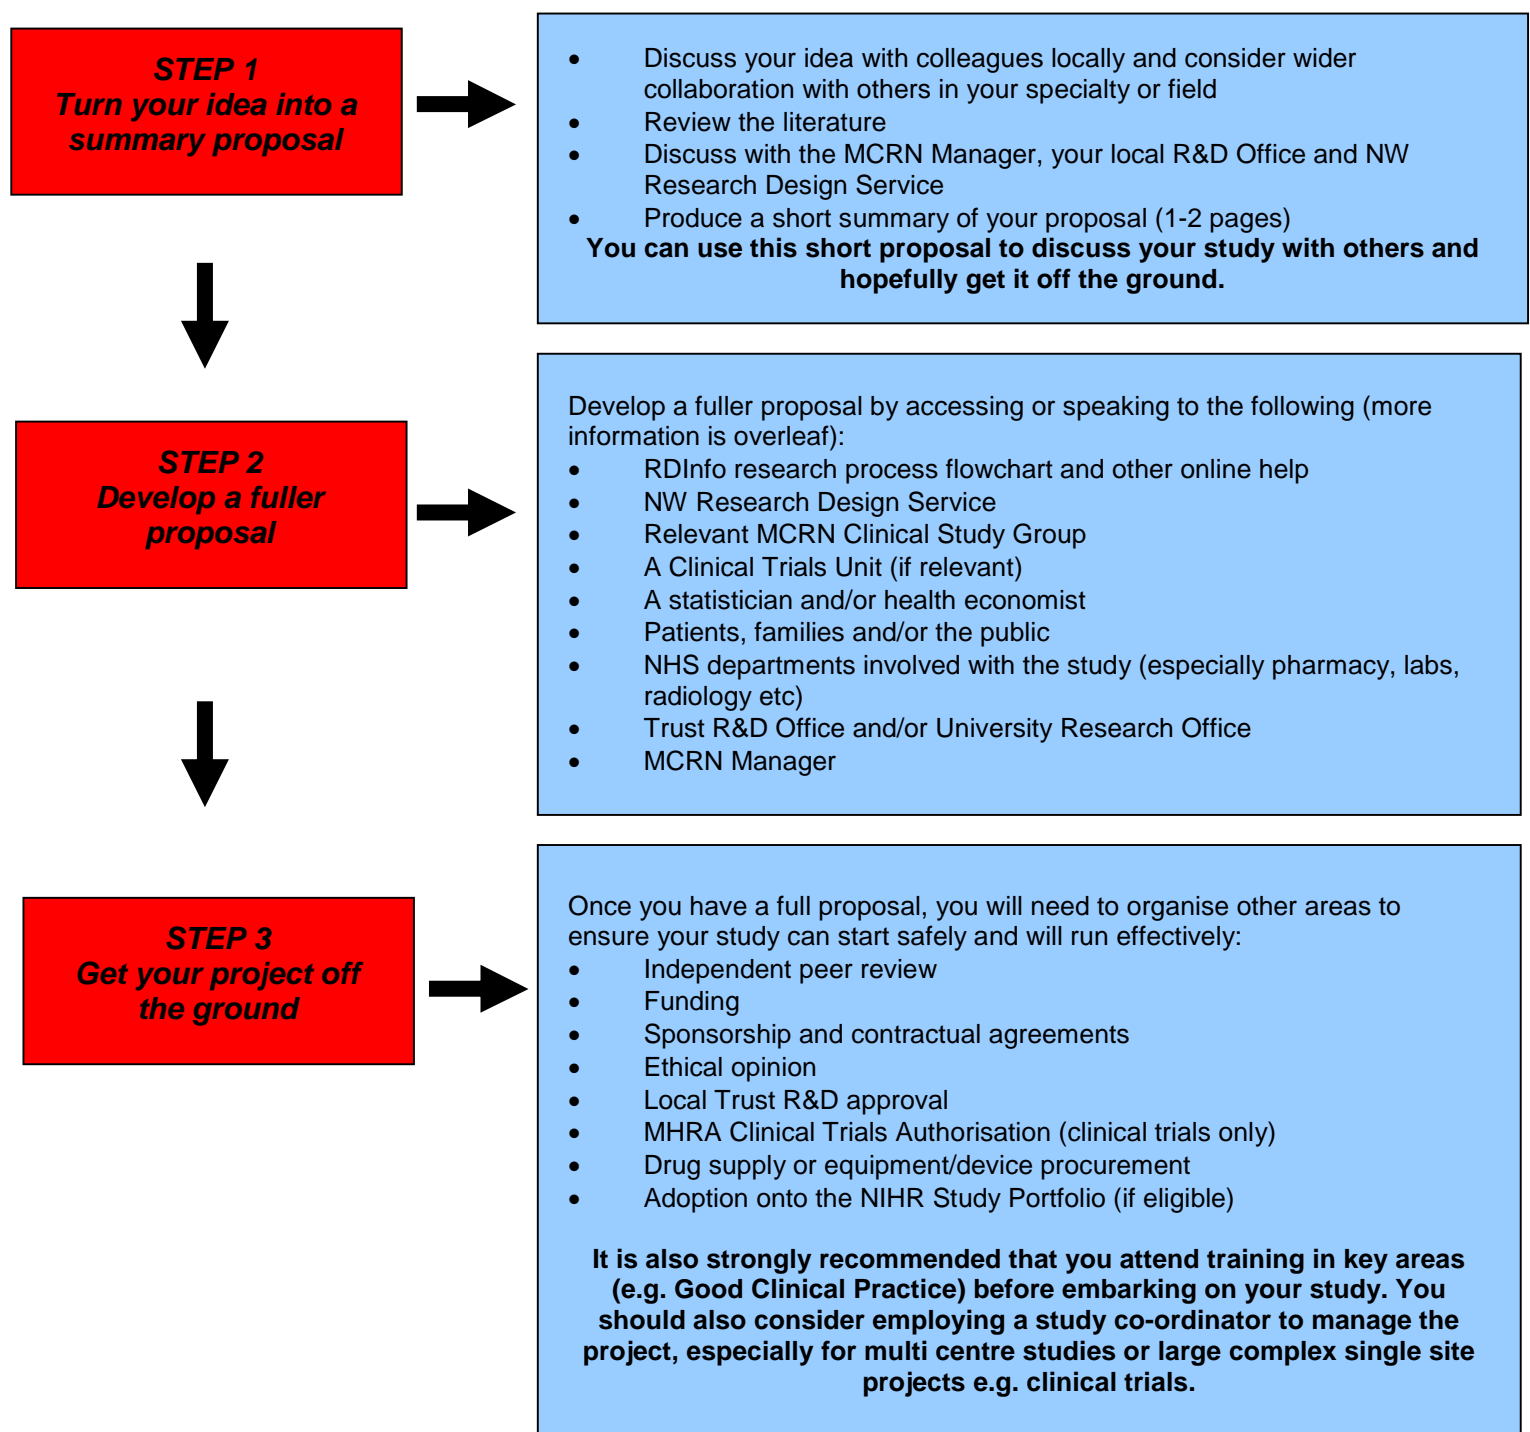 STEP 1
Turn your idea into a
summary proposal
• Discuss your idea with colleagues locally and consider wider
collaboration with others in your specialty or field
• Review the literature
• Discuss with the MCRN Manager, your local R&D Office and NW
Research Design Service
• Produce a short summary of your proposal (1-2 pages)
You can use this short proposal to discuss your study with others and
hopefully get it off the ground.
STEP 2
Develop a fuller
proposal
Develop a fuller proposal by accessing or speaking to the following (more
information is overleaf):
• RDInfo research process flowchart and other online help
• NW Research Design Service
• Relevant MCRN Clinical Study Group
• A Clinical Trials Unit (if relevant)
• A statistician and/or health economist
• Patients, families and/or the public
• NHS departments involved with the study (especially pharmacy, labs,
radiology etc)
• Trust R&D Office and/or University Research Office
• MCRN Manager
STEP 3
Get your project off
the ground
Once you have a full proposal, you will need to organise other areas to
ensure your study can start safely and will run effectively:
• Independent peer review
• Funding
• Sponsorship and contractual agreements
• Ethical opinion
• Local Trust R&D approval
• MHRA Clinical Trials Authorisation (clinical trials only)
• Drug supply or equipment/device procurement
• Adoption onto the NIHR Study Portfolio (if eligible)
It is also strongly recommended that you attend training in key areas
(e.g. Good Clinical Practice) before embarking on your study. You
should also consider employing a study co-ordinator to manage the
project, especially for multi centre studies or large complex single site
projects e.g. clinical trials.